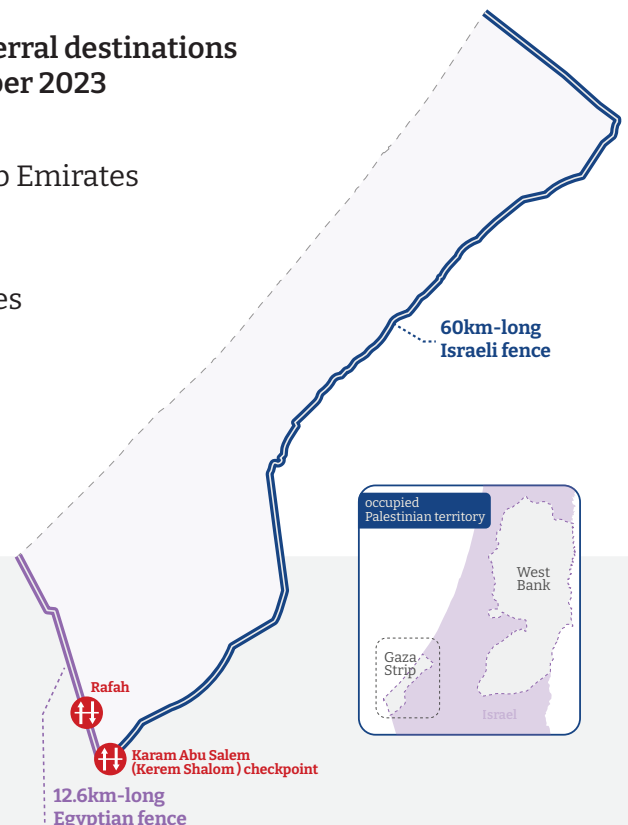 erral destinations
er 2023
Emirates
es
60km-long
Israeli fence
occupied
Palestinian territory
West
Bank
Gaza
Strip
Israel
Rafah
Karam Abu Salem
(Kerem Shalom ) checkpoint
12.6km-long
Egyptian fence